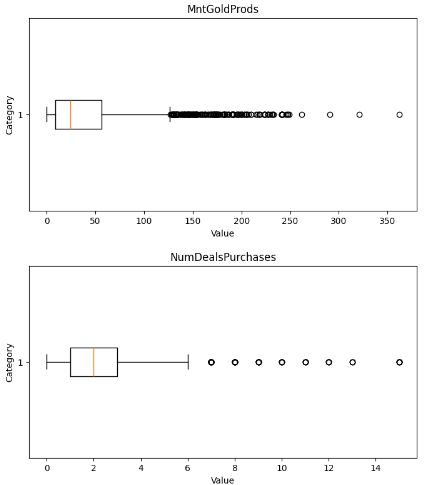 MntGoldProds
Category
1
0 50 100 150 200 250 300 350
Value
NumDealsPurchases
Category
1
0 2 4 6 8 10 12 14
Value